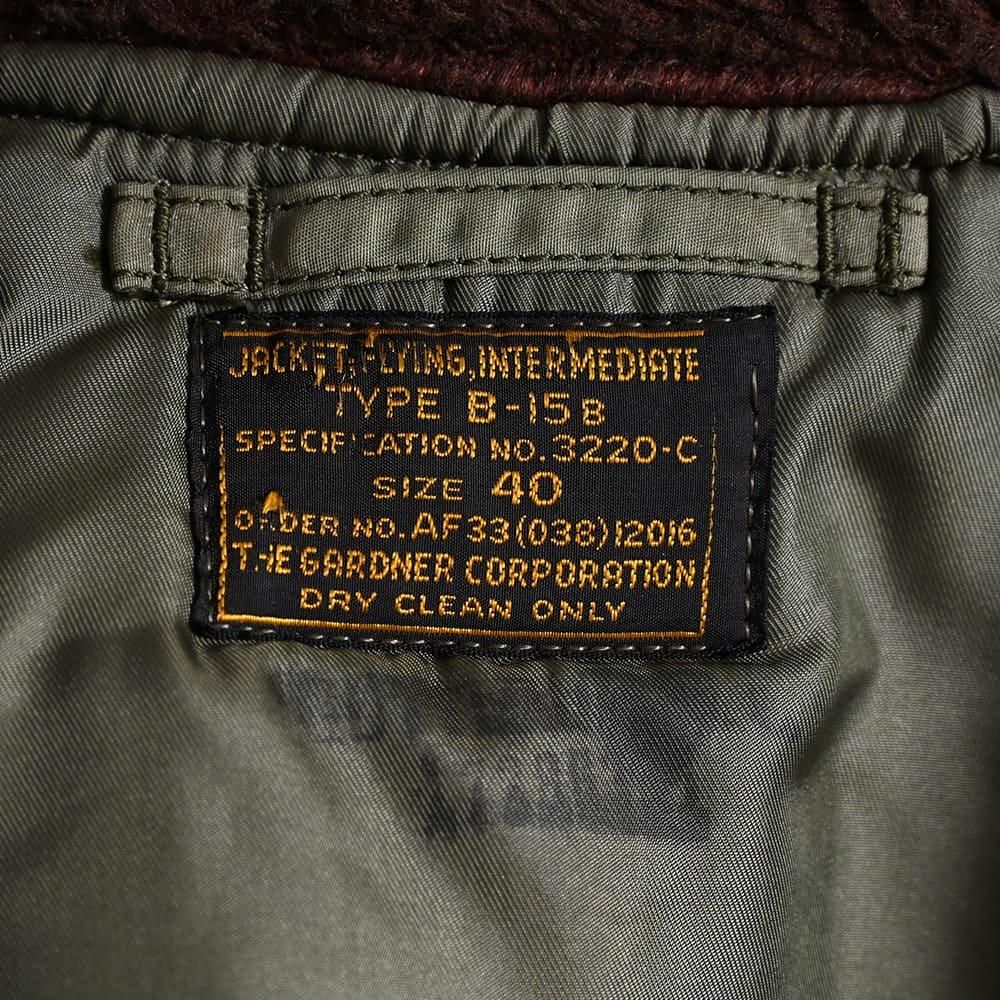 JACKET, FLYING, INTERMEDIATE
TYPE B-15B
SPECIFICATION NO. 3220-C
SIZE 40
ORDER NO. AF33(038)12016
THE GARDNER CORPORATION
DRY CLEAN ONLY